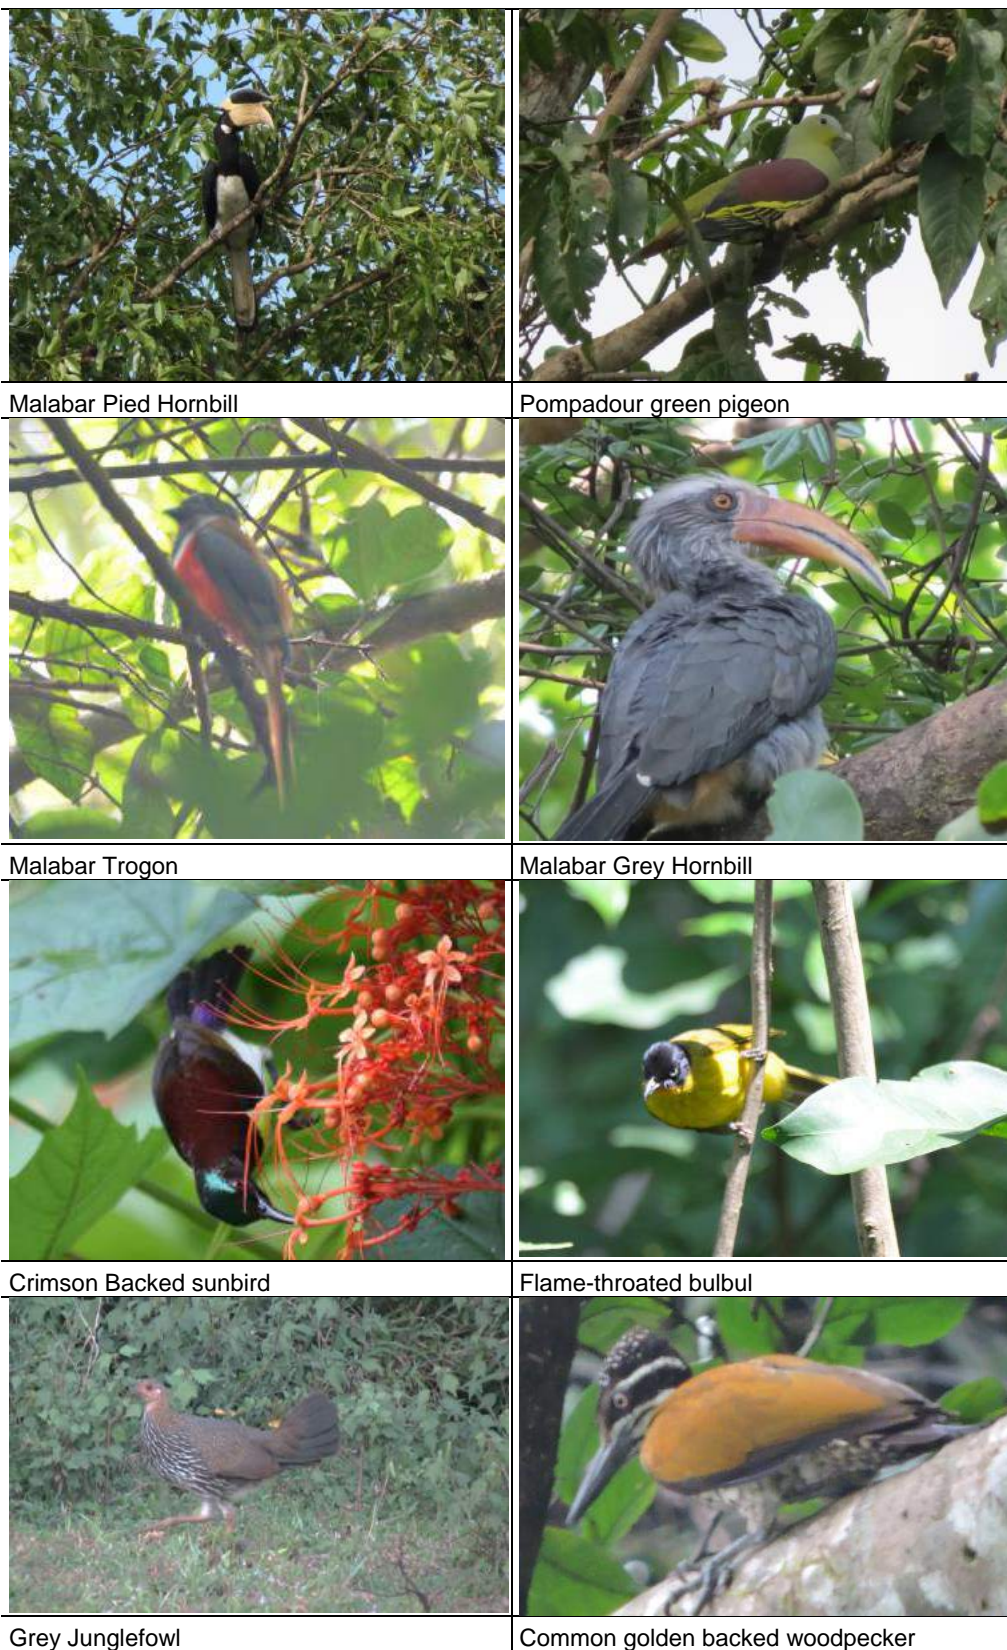 Malabar Pied Hornbill
Pompadour green pigeon
Malabar Trogon
Malabar Grey Hornbill
Crimson Backed sunbird
Flame-throated bulbul
Grey Junglefowl
Common golden backed woodpecker